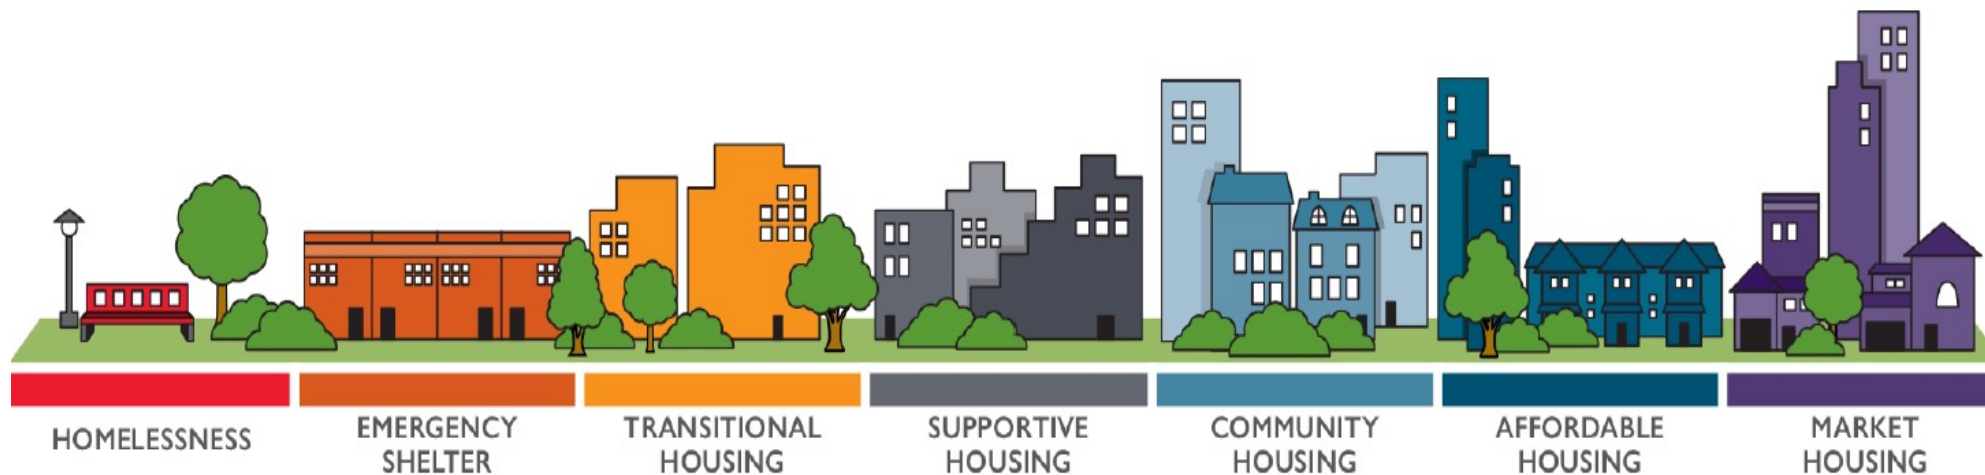 HOMELESSNESS
EMERGENCY
SHELTER
TRANSITIONAL
HOUSING
SUPPORTIVE
HOUSING
COMMUNITY
HOUSING
AFFORDABLE
HOUSING
MARKET
HOUSING